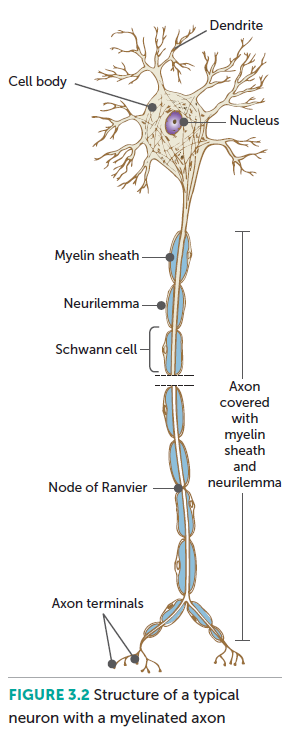 Dendrite
Cell body
Nucleus
Myelin sheath
Neurilemma
Schwann cell
Axon
covered
with
myelin
sheath
and
neurilemma
Node of Ranvier
Axon terminals
FIGURE 3.2 Structure of a typical
neuron with a myelinated axon